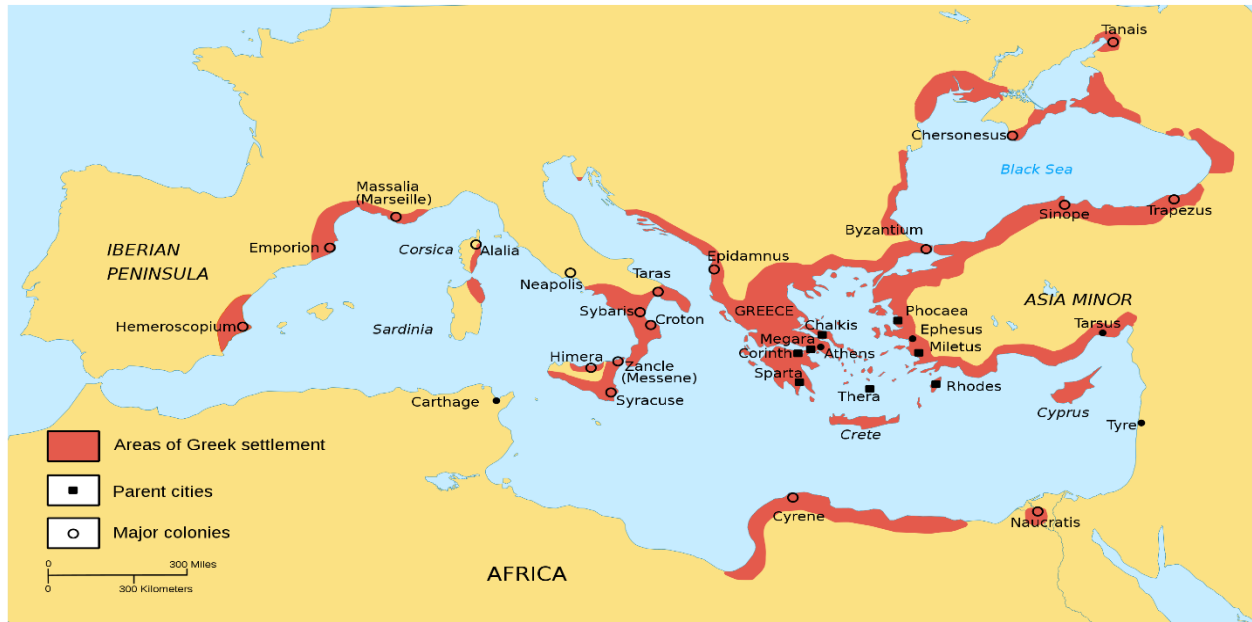 Tanais
Chersonesus
Black Sea
Massalia
(Marseille)
Sinope
Trapezus
Byzantium
IBERIAN
PENINSULA
Emporion
Corsica
Alalia
Epidamnus
Neapolis
Taras
ASIA MINOR
Sybaris
GREECE
Phocaea
Hemeroscopium
Sardinia
Croton
Chalkis
Ephesus
Tarsus
Megara
Miletus
Himera
Corinth
Athens
Zancle
(Messene)
Sparta
Rhodes
Syracuse
Thera
Carthage
Cyprus
Crete
Tyre
Areas of Greek settlement
Parent cities
Major colonies
Cyrene
Naucratis
0 300 Miles
0 300 Kilometers
AFRICA